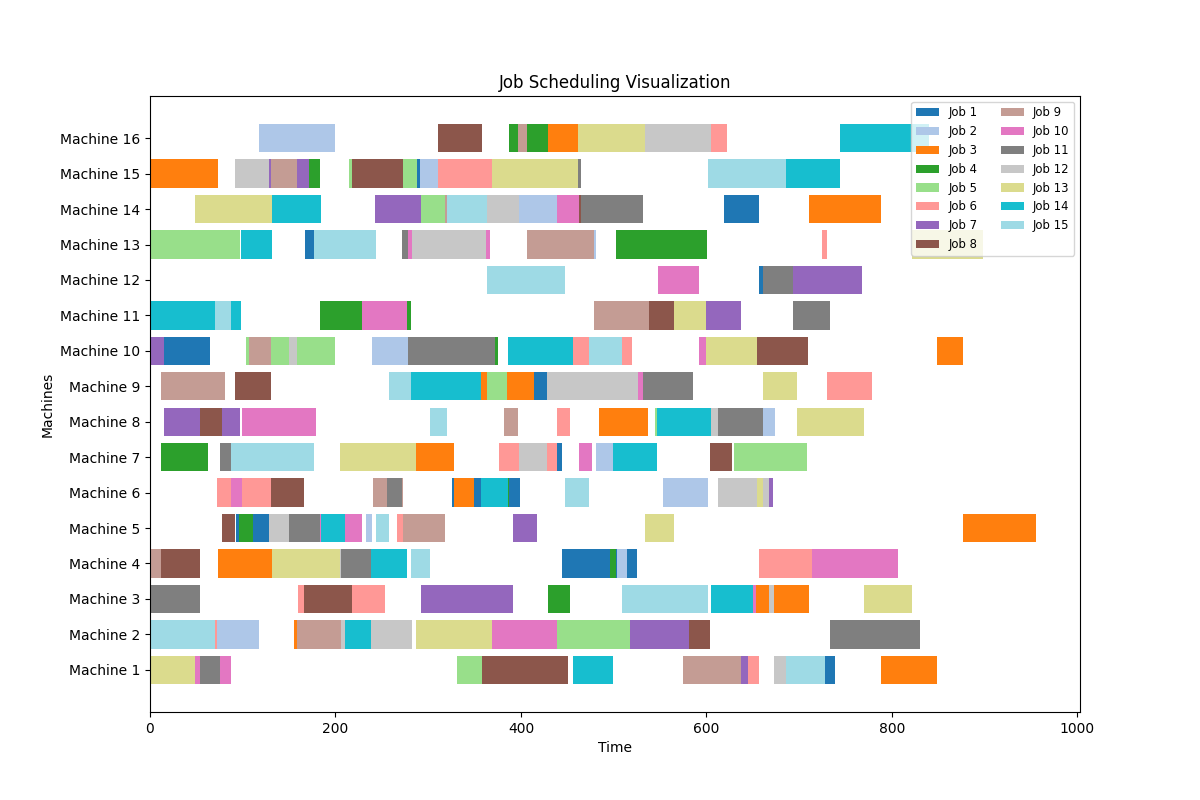 Job Scheduling Visualization
Machine 16
Machine 15
Machine 14
Machine 13
Machine 12
Machine 11
Machine 10
Machine 9
Machine 8
Machine 7
Machine 6
Machine 5
Machine 4
Machine 3
Machine 2
Machine 1
Machines
Job 1
Job 2
Job 3
Job 4
Job 5
Job 6
Job 7
Job 8
Job 9
Job 10
Job 11
Job 12
Job 13
Job 14
Job 15
0 200 400 600 800 1000
Time